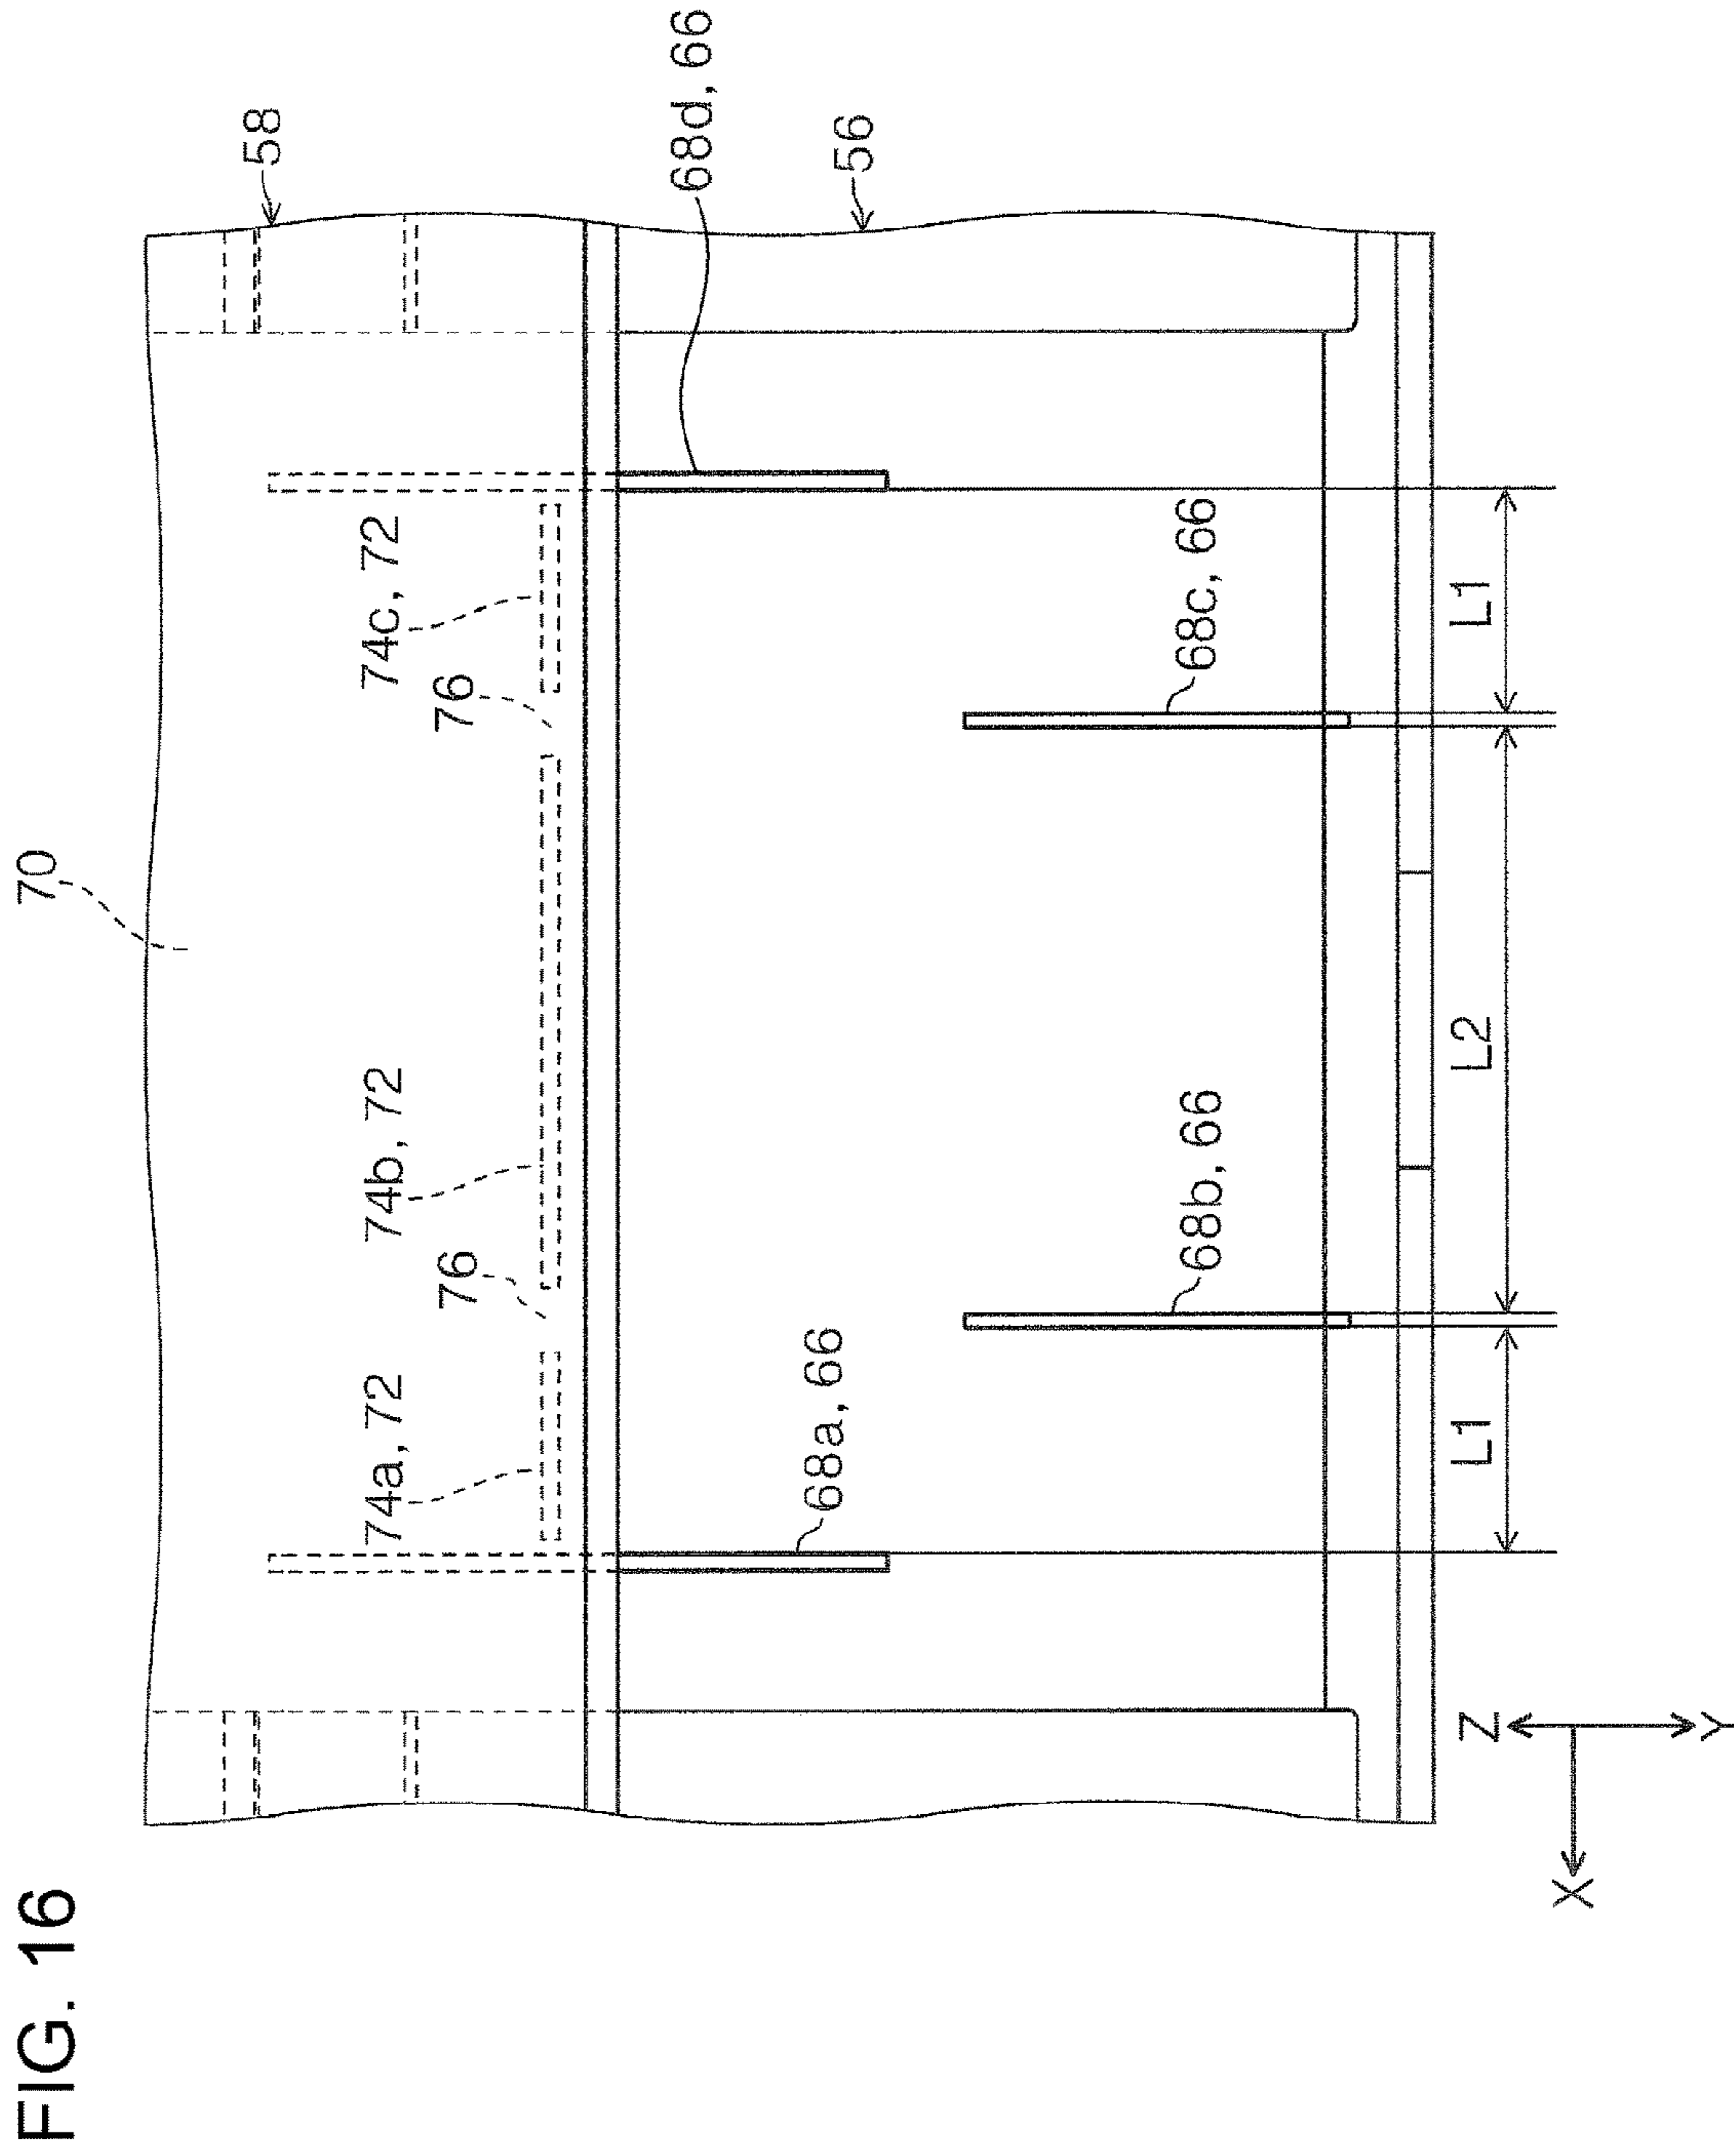 FIG. 16
70
58
74a, 72
74b, 72
74c, 72
76
76
68d, 66
56
68a, 66
68b, 66
68c, 66
L1
L2
L1
Z
X
Y